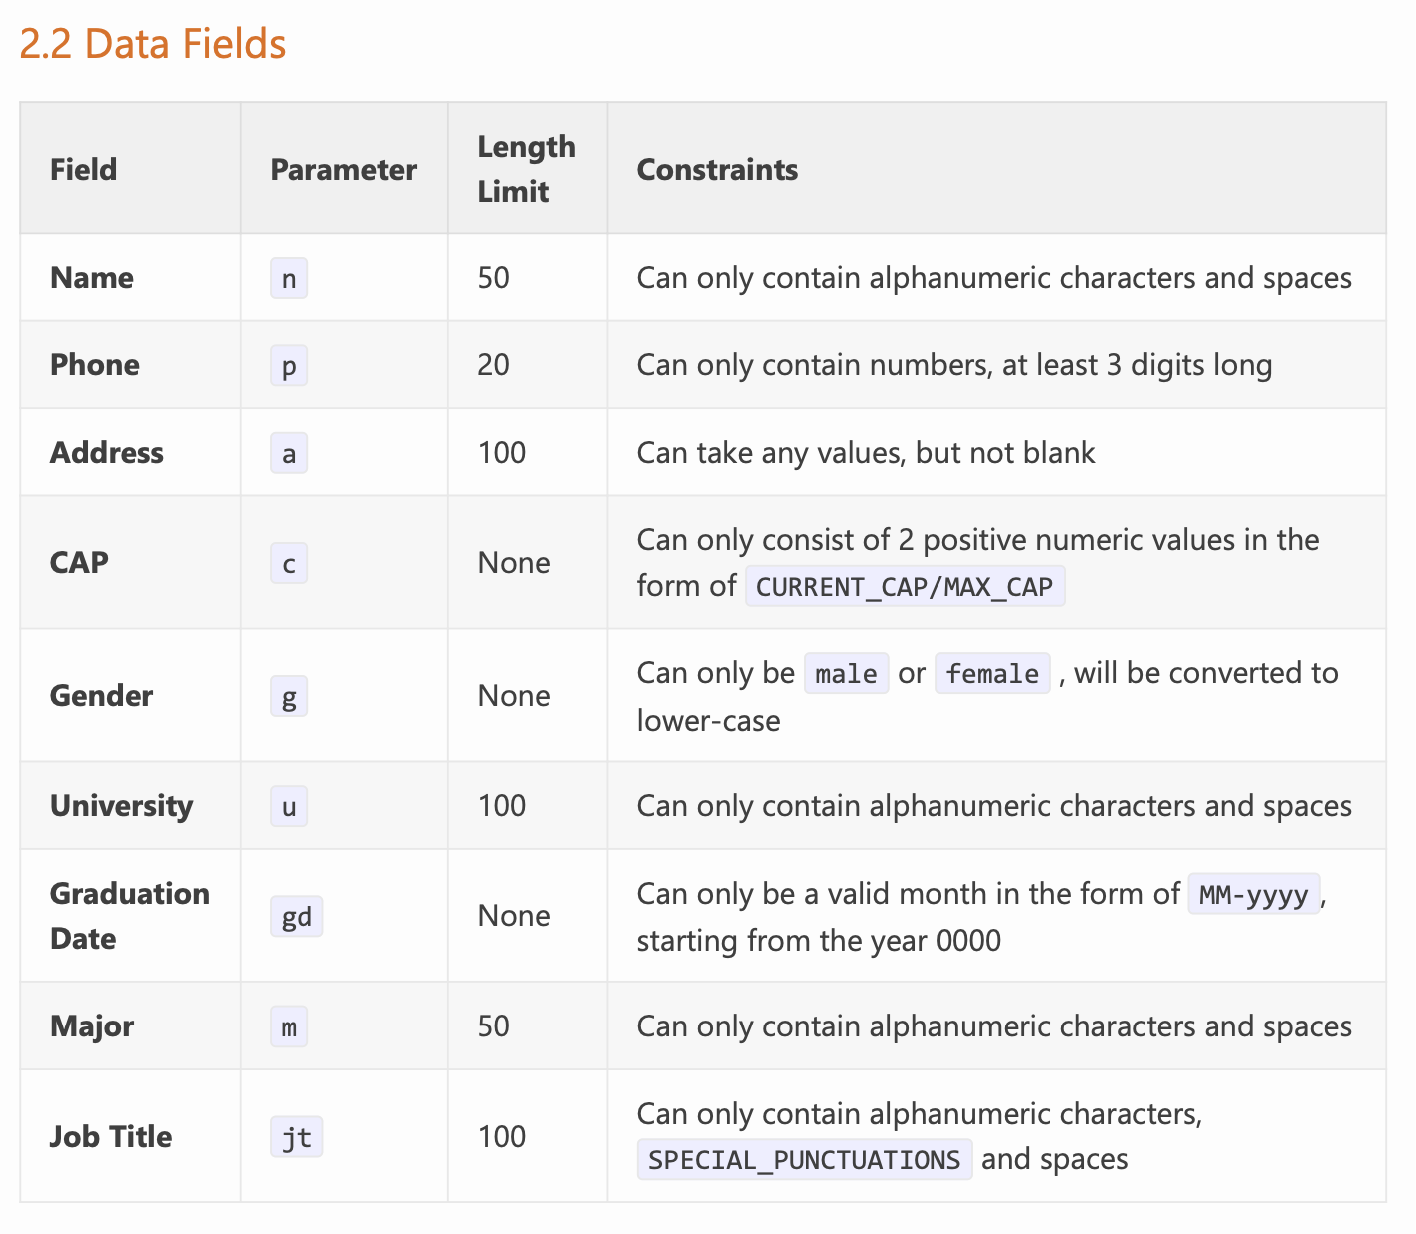 2.2 Data Fields
Field Parameter Length Limit Constraints
Name n 50 Can only contain alphanumeric characters and spaces
Phone p 20 Can only contain numbers, at least 3 digits long
Address a 100 Can take any values, but not blank
CAP c None Can only consist of 2 positive numeric values in the
form of CURRENT_CAP/MAX_CAP
Gender g None Can only be male or female , will be converted to
lower-case
University u 100 Can only contain alphanumeric characters and spaces
Graduation Date gd None Can only be a valid month in the form of MM-yyyy,
starting from the year 0000
Major m 50 Can only contain alphanumeric characters and spaces
Job Title jt 100 Can only contain alphanumeric characters,
SPECIAL_PUNCTUATIONS and spaces